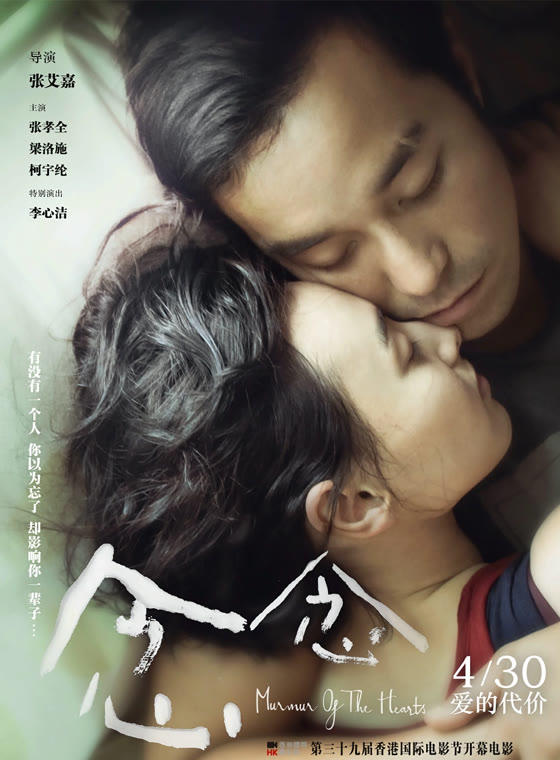 导演
张艾嘉
主演
张孝全
梁洛施
柯宇纶
特别演出
李心洁
有没有一个人 你以为忘了 却影响你一辈子...
念念
Murmur Of The Hearts
4/30
爱的代价
HK
第三十九届香港国际电影节开幕电影